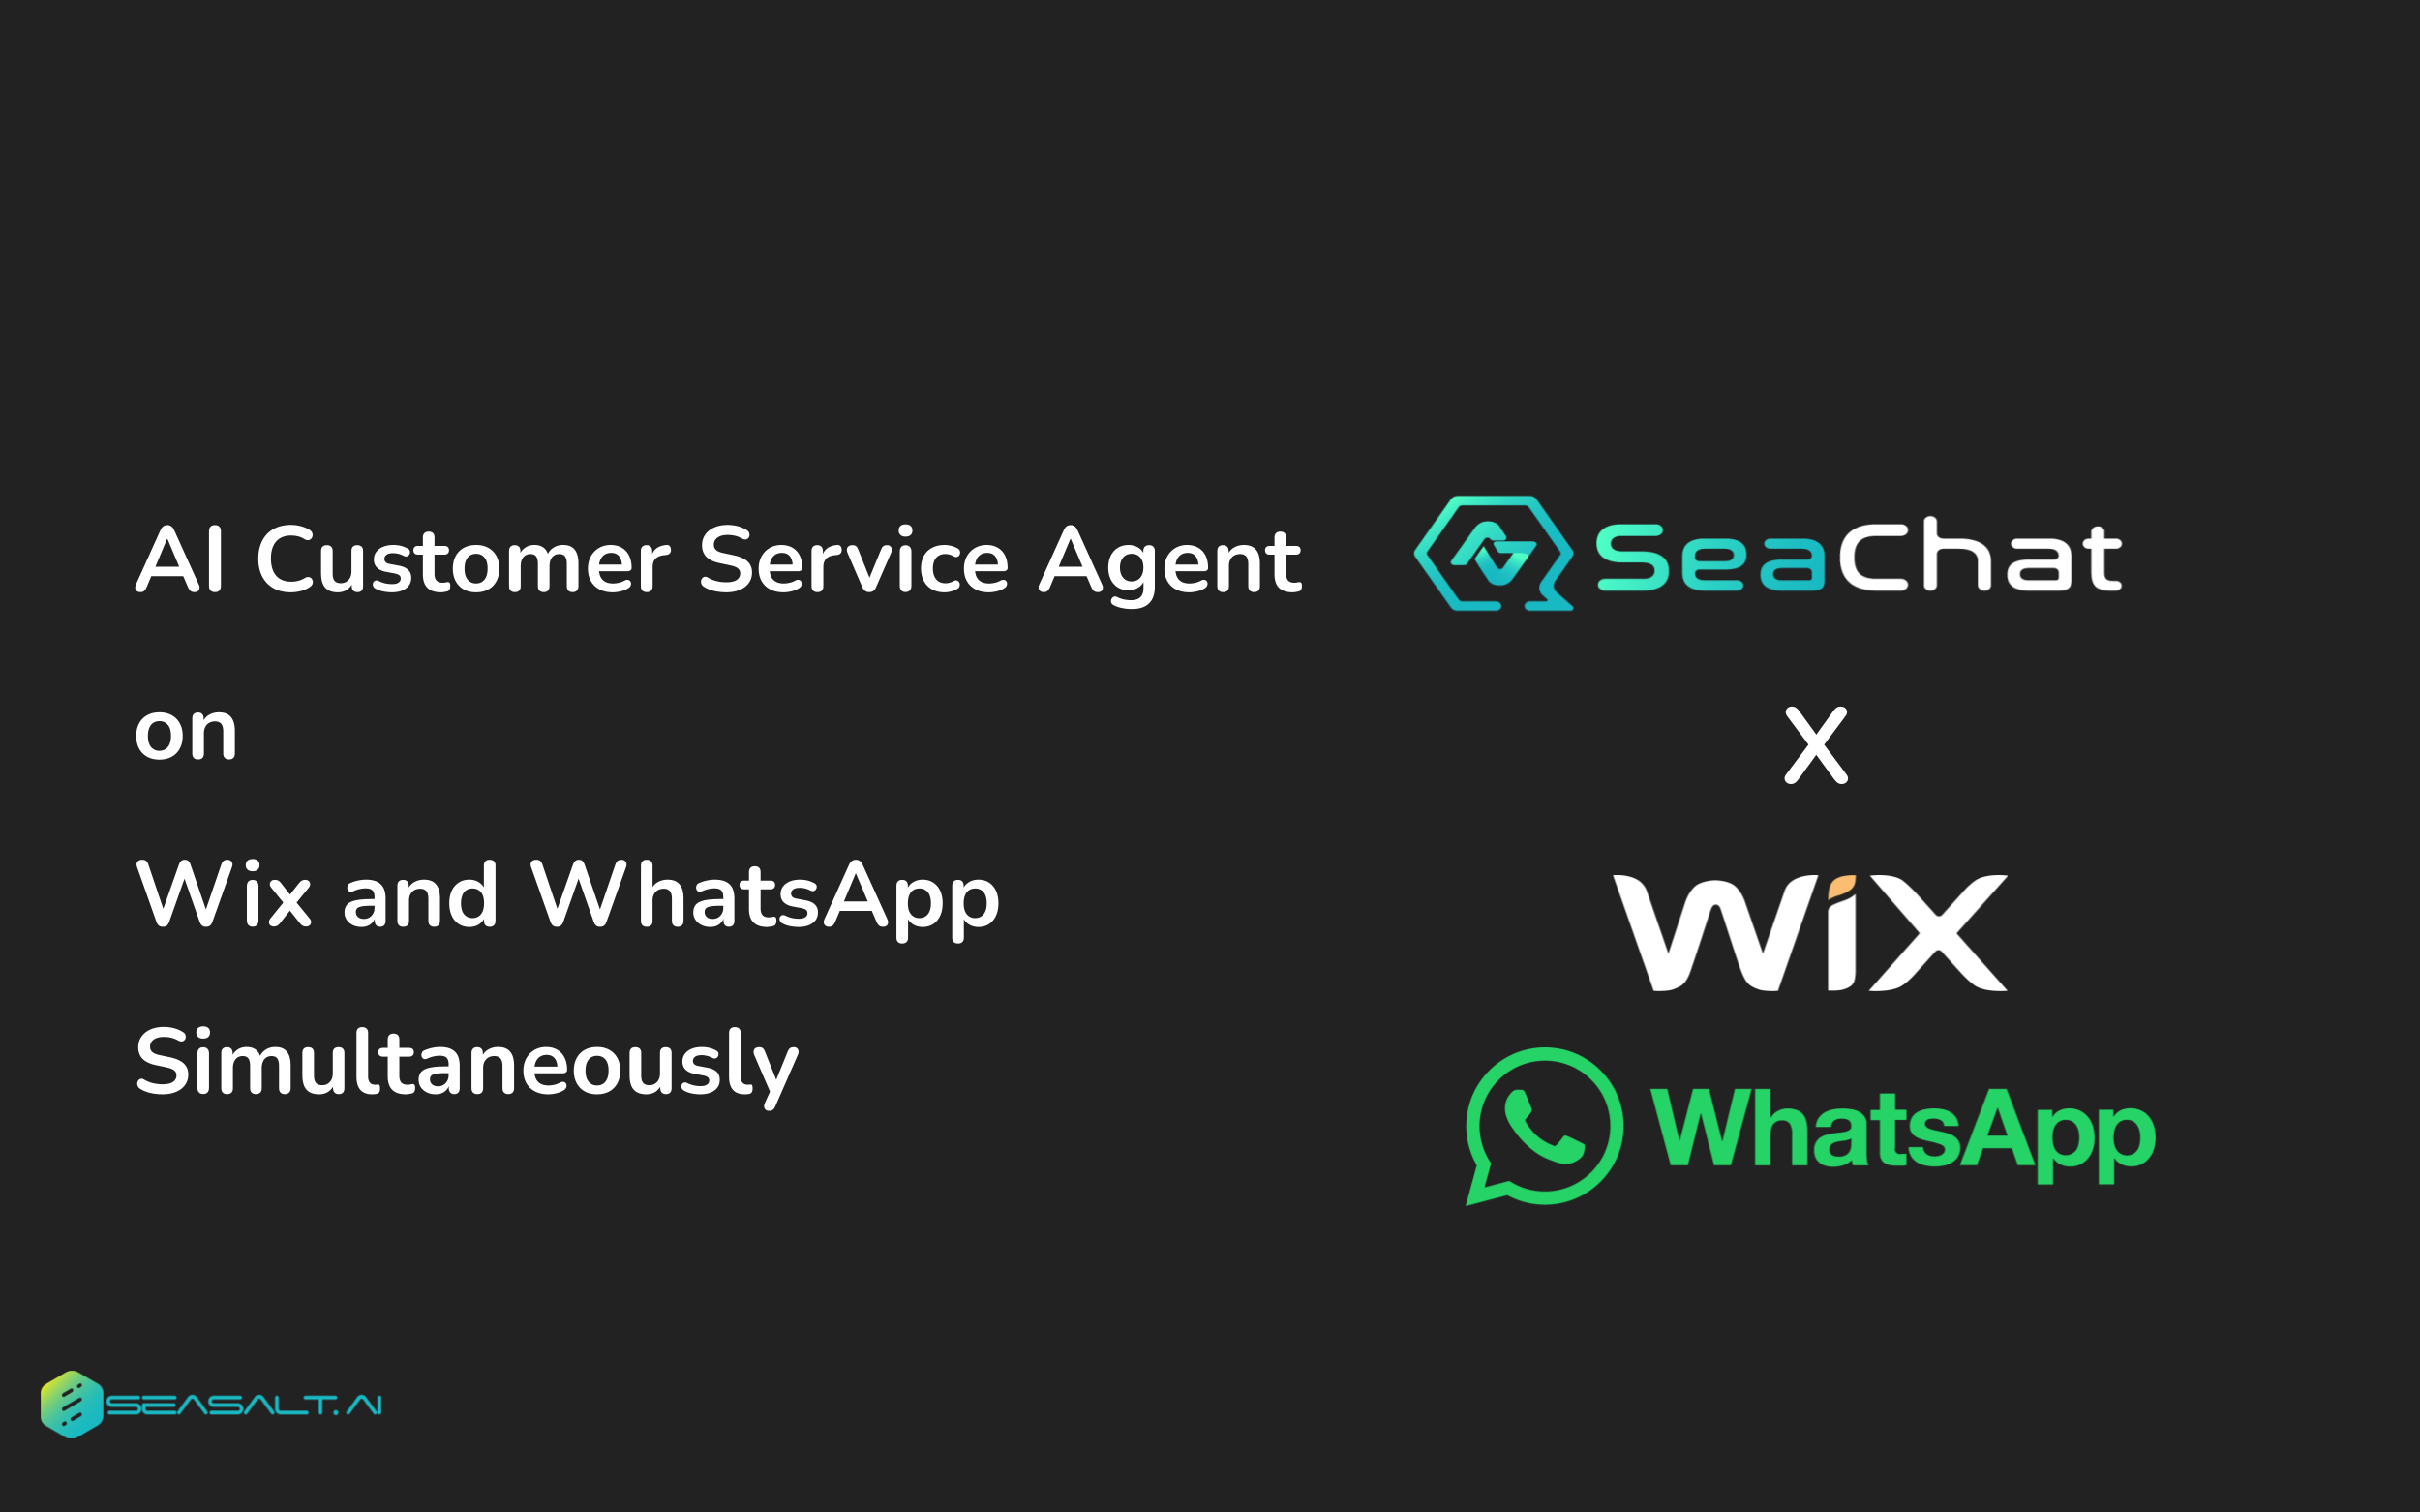 AI Customer Service Agent
on
Wix and WhatsApp
Simultaneously
SeaChat
X
WiX
WhatsApp
SEASALT.AI